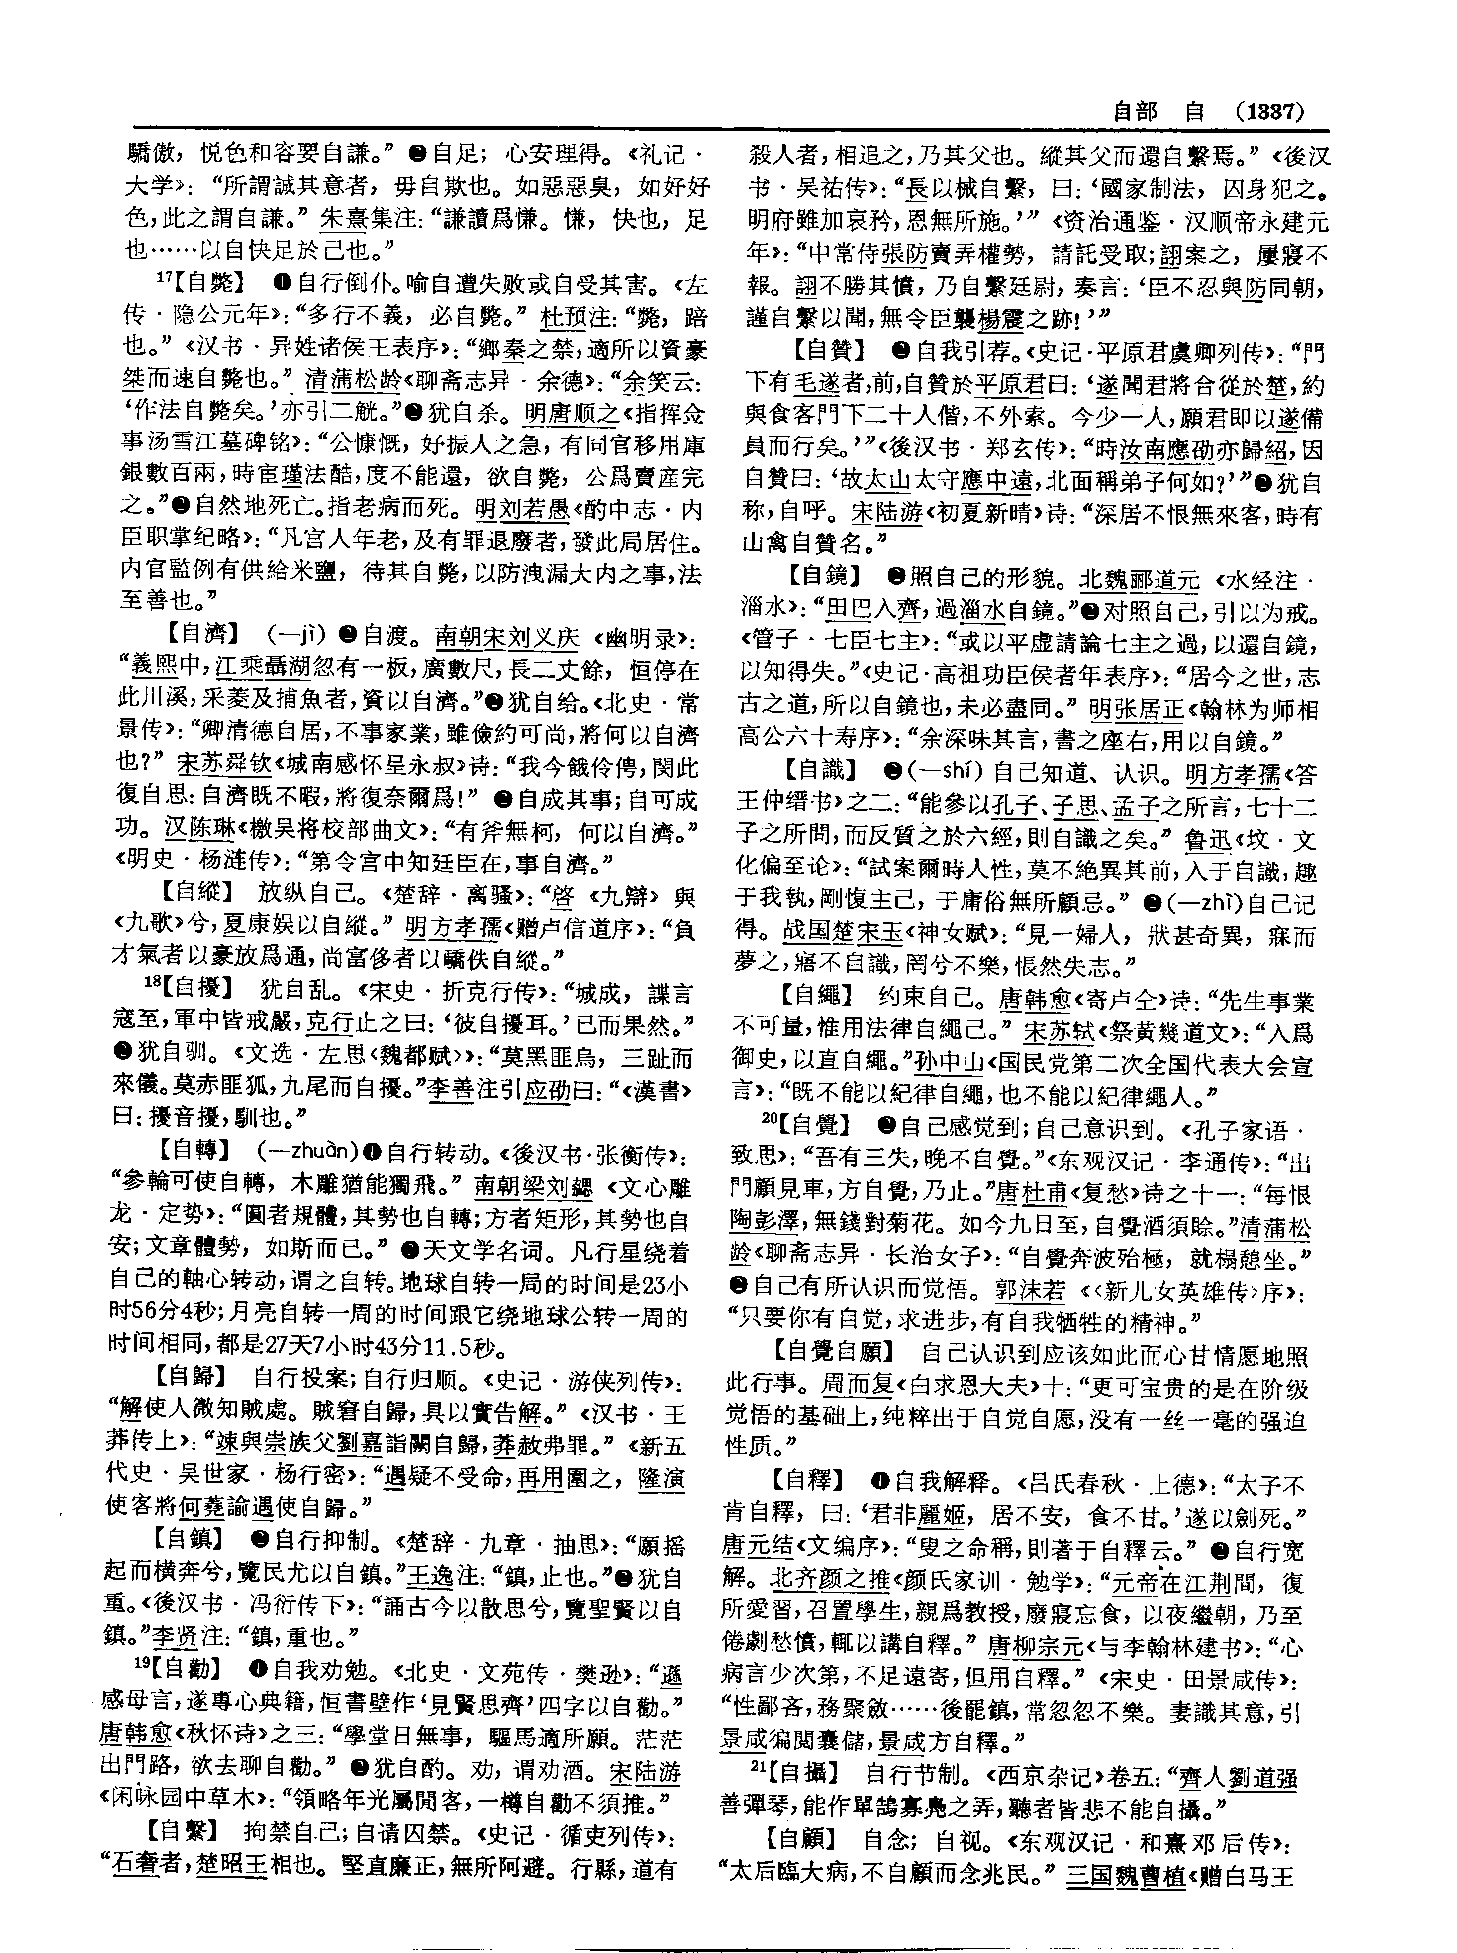 自部　自　（1337）
驕傲，悦色和容要自謙。”❷自足；心安理得。《礼记·
大学》：“所謂誠其意者，毋自欺也。如惡惡臭，如好好
色，此之謂自謙。”朱熹集注：“謙讀爲慊。慊，快也，足
也……以自快足於己也。”
17【自斃】　❶自行倒仆。喻自遭失败或自受其害。《左
传·隐公元年》：“多行不義，必自斃。”杜预注：“斃，踣
也。”《汉书·异姓诸侯王表序》：“鄉秦之禁，適所以資豪
桀而速自斃也。”清蒲松龄《聊斋志异·余德》：“余笑云：
‘作法自斃矣。’亦引二觥。”❷犹自杀。明唐顺之《指挥佥
事汤雪江墓碑铭》：“公慷慨，好振人之急，有同官移用庫
銀數百兩，時宦瑾法酷，度不能還，欲自斃，公爲賣産完
之。”❸自然地死亡。指老病而死。明刘若愚《酌中志·内
臣职掌纪略》：“凡宫人年老，及有罪退廢者，發此局居住。
内官監例有供給米鹽，待其自斃，以防洩漏大内之事，法
至善也。”
【自濟】　（—jì）❶自渡。南朝宋刘义庆《幽明录》：
“義熙中，江乘聶湖忽有一板，廣數尺，長二丈餘，恒停在
此川溪，采菱及捕魚者，資以自濟。”❷犹自给。《北史·常
景传》：“卿清德自居，不事家業，雖儉約可尚，將何以自濟
也？”宋苏舜钦《城南感怀呈永叔》诗：“我今餓伶俜，閔此
復自思：自濟既不暇，將復奈爾爲！”❸自成其事；自可成
功。汉陈琳《檄吴将校部曲文》：“有斧無柯，何以自濟。”
《明史·杨涟传》：“第令宫中知廷臣在，事自濟。”
【自縱】　放纵自己。《楚辞·离骚》：“啓《九辯》與
《九歌》兮，夏康娱以自縱。”明方孝孺《赠卢信道序》：“負
才氣者以豪放爲通，尚富侈者以驕佚自縱。”
18【自擾】　犹自乱。《宋史·折克行传》：“城成，諜言
寇至，軍中皆戒嚴，克行止之曰：‘彼自擾耳。’已而果然。”
❷犹自驯。《文选·左思〈魏都赋〉》：“莫黑匪烏，三趾而
來儀。莫赤匪狐，九尾而自擾。”李善注引应劭曰：“《漢書》
曰：擾音擾，馴也。”
【自轉】　（—zhuàn）❶自行转动。《後汉书·张衡传》：
“參輪可使自轉，木雕猶能獨飛。”南朝梁刘勰《文心雕
龙·定势》：“圓者規體，其勢也自轉；方者矩形，其勢也自
安；文章體勢，如斯而已。”❷天文学名词。凡行星绕着
自己的軸心转动，谓之自转。地球自转一周的时间是23小
时56分4秒；月亮自转一周的时间跟它绕地球公转一周的
时间相同，都是27天7小时43分11.5秒。
【自歸】　自行投案；自行归顺。《史记·游侠列传》：
“解使人微知賊處。賊窘自歸，具以實告解。”《汉书·王
莽传上》：“竦與崇族父劉嘉詣闕自歸，莽赦弗罪。”《新五
代史·吴世家·杨行密》：“遇疑不受命，再用圍之，隆演
使客將何蕘諭遇使自歸。”
【自鎮】　❶自行抑制。《楚辞·九章·抽思》：“願摇
起而横奔兮，覽民尤以自鎮。”王逸注：“鎮，止也。”❷犹自
重。《後汉书·冯衍传下》：“誦古今以散思兮，覽聖賢以自
鎮。”李贤注：“鎮，重也。”
19【自勸】　❶自我劝勉。《北史·文苑传·樊逊》：“遜
感母言，遂專心典籍，恒書壁作‘見賢思齊’四字以自勸。”
唐韩愈《秋怀诗》之三：“學堂日無事，驅馬適所願。茫茫
出門路，欲去聊自勸。”❷犹自酌。劝，谓劝酒。宋陆游
《闲咏园中草木》：“領略年光屬閒客，一樽自勸不須推。”
【自繫】　拘禁自己；自请囚禁。《史记·循吏列传》：
“石奢者，楚昭王相也。堅直廉正，無所阿避。行縣，道有
殺人者，相追之，乃其父也。縱其父而還自繫焉。”《後汉
书·吴祐传》：“長以械自繫，曰：‘國家制法，囚身犯之。
明府雖加哀矜，恩無所施。’”《资治通鉴·汉顺帝永建元
年》：“中常侍張防賣弄權勢，請託受取；詡案之，屢寢不
報。詡不勝其憤，乃自繫廷尉，奏言：‘臣不忍與防同朝，
謹自繫以聞，無令臣襲楊震之跡！’”
【自贊】　❶自我引荐。《史记·平原君虞卿列传》：“門
下有毛遂者，前，自贊於平原君曰：‘遂聞君將合從於楚，約
與食客門下二十人偕，不外索。今少一人，願君即以遂備
員而行矣。’”《後汉书·郑玄传》：“時汝南應劭亦歸紹，因
自贊曰：‘故太山太守應中遠，北面稱弟子何如？’”❷犹自
称，自呼。宋陆游《初夏新晴》诗：“深居不恨無來客，時有
山禽自贊名。”
【自鏡】　❶照自己的形貌。北魏郦道元《水经注·
淄水》：“田巴入齊，過淄水自鏡。”❷对照自己，引以为戒。
《管子·七臣七主》：“或以平虚請論七主之過，以還自鏡，
以知得失。”《史记·高祖功臣侯者年表序》：“居今之世，志
古之道，所以自鏡也，未必盡同。”明张居正《翰林为师相
高公六十寿序》：“余深味其言，書之座右，用以自鏡。”
【自識】　❶（—shí）自己知道、认识。明方孝孺《答
王仲缙书》之二：“能參以孔子、子思、孟子之所言，七十二
子之所問，而反質之於六經，則自識之矣。”鲁迅《坟·文
化偏至论》：“試案爾時人性，莫不絶異其前，入于自識，趣
于我執，剛愎主己，于庸俗無所顧忌。”❷（—zhì）自己记
得。战国楚宋玉《神女赋》：“見一婦人，狀甚奇異，寐而
夢之，寤不自識，罔兮不樂，悵然失志。”
【自繩】　约束自己。唐韩愈《寄卢仝》诗：“先生事業
不可量，惟用法律自繩己。”宋苏轼《祭黄幾道文》：“入爲
御史，以直自繩。”孙中山《国民党第二次全国代表大会宣
言》：“既不能以紀律自繩，也不能以紀律繩人。”
20【自覺】　❶自己感觉到；自己意识到。《孔子家语·
致思》：“吾有三失，晚不自覺。”《东观汉记·李通传》：“出
門顧見車，方自覺，乃止。”唐杜甫《复愁》诗之十一：“每恨
陶彭澤，無錢對菊花。如今九日至，自覺酒須賒。”清蒲松
龄《聊斋志异·长治女子》：“自覺奔波殆極，就榻憩坐。”
❷自己有所认识而觉悟。郭沫若《〈新儿女英雄传〉序》：
“只要你有自觉，求进步，有自我牺牲的精神。”
【自覺自願】　自己认识到应该如此而心甘情愿地照
此行事。周而复《白求恩大夫》十：“更可宝贵的是在阶级
觉悟的基础上，纯粹出于自觉自愿，没有一丝一毫的强迫
性质。”
【自釋】　❶自我解释。《吕氏春秋·上德》：“太子不
肯自釋，曰：‘君非麗姬，居不安，食不甘。’遂以劍死。”
唐元结《文编序》：“叟之命稱，則著于自釋云。”❷自行宽
解。北齐颜之推《颜氏家训·勉学》：“元帝在江荆間，復
所愛習，召置學生，親爲教授，廢寢忘食，以夜繼朝，乃至
倦劇愁憤，輒以講自釋。”唐柳宗元《与李翰林建书》：“心
病言少次第，不足遠寄，但用自釋。”《宋史·田景咸传》：
“性鄙吝，務聚斂……後罷鎮，常忽忽不樂。妻識其意，引
景咸徧閲囊儲，景咸方自釋。”
21【自攝】　自行节制。《西京杂记》卷五：“齊人劉道强
善彈琴，能作單鵠寡鳧之弄，聽者皆悲不能自攝。”
【自顧】　自念；自视。《东观汉记·和熹邓后传》：
“太后臨大病，不自顧而念兆民。”三国魏曹植《赠白马王